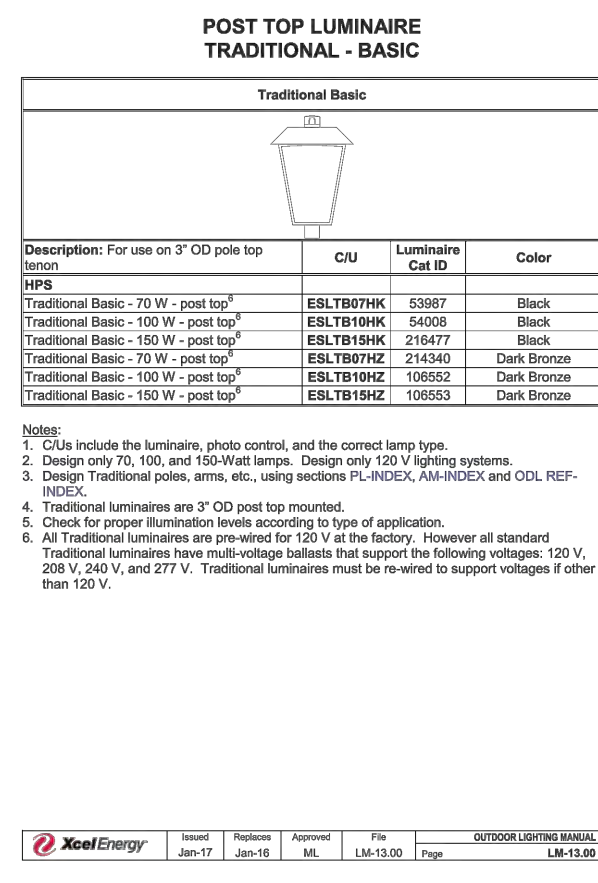 POST TOP LUMINAIRE
TRADITIONAL - BASIC
Traditional Basic
Description: For use on 3” OD pole top tenon C/U Luminaire Cat ID Color
HPS
Traditional Basic - 70 W - post top6 ESLTB07HK 53987 Black
Traditional Basic - 100 W - post top6 ESLTB10HK 54008 Black
Traditional Basic - 150 W - post top6 ESLTB15HK 216477 Black
Traditional Basic - 70 W - post top6 ESLTB07HZ 214340 Dark Bronze
Traditional Basic - 100 W - post top6 ESLTB10HZ 106552 Dark Bronze
Traditional Basic - 150 W - post top6 ESLTB15HZ 106553 Dark Bronze
Notes:
1. C/Us include the luminaire, photo control, and the correct lamp type.
2. Design only 70, 100, and 150-Watt lamps. Design only 120 V lighting systems.
3. Design Traditional poles, arms, etc., using sections PL-INDEX, AM-INDEX and ODL REF-
INDEX.
4. Traditional luminaires are 3” OD post top mounted.
5. Check for proper illumination levels according to type of application.
6. All Traditional luminaires are pre-wired for 120 V at the factory. However all standard
Traditional luminaires have multi-voltage ballasts that support the following voltages: 120 V,
208 V, 240 V, and 277 V. Traditional luminaires must be re-wired to support voltages if other
than 120 V.
Xcel Energy
Issued Replaces Approved File OUTDOOR LIGHTING MANUAL
Jan-17 Jan-16 ML LM-13.00 Page LM-13.00